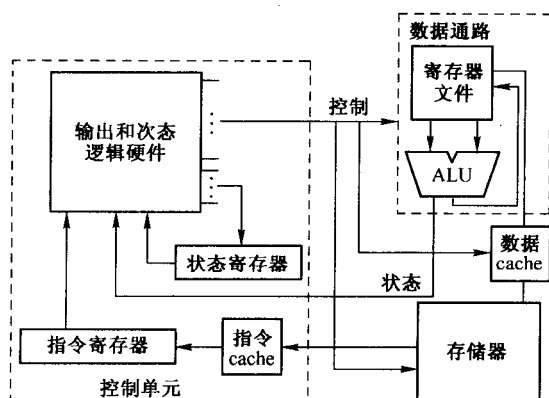 数据通路
寄存器
文件
控制
输出和次态
逻辑硬件
ALU
数据
cache
状态寄存器
状态
指令
cache
指令寄存器
存储器
控制单元